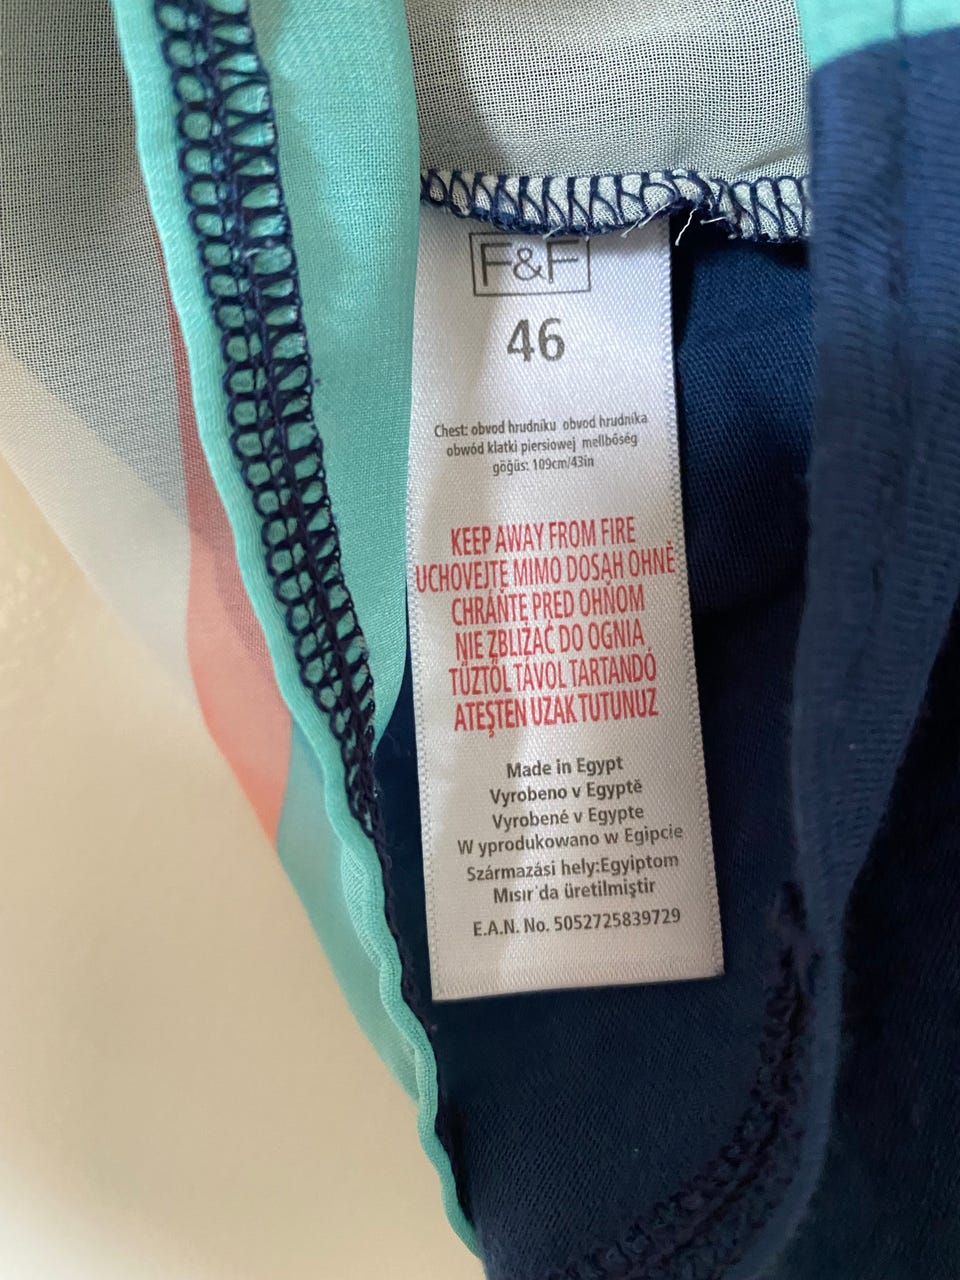 F&F
46
Chest: obvod hrudníku obvod hrudníka
obwód klatki piersiowej mellbőség
göğüs: 109cm/43in
KEEP AWAY FROM FIRE
UCHOVEJTE MIMO DOSAH OHNĚ
CHRÁŇTE PRED OHŇOM
NIE ZBLIŻAĆ DO OGNIA
TŰZTŐL TÁVOL TARTANDÓ
ATEŞTEN UZAK TUTUNUZ
Made in Egypt
Vyrobeno v Egyptě
Vyrobené v Egypte
W yprodukowano w Egipcie
Származási hely:Egyiptom
Mısır'da üretilmiştir
E.A.N. No. 5052725839729